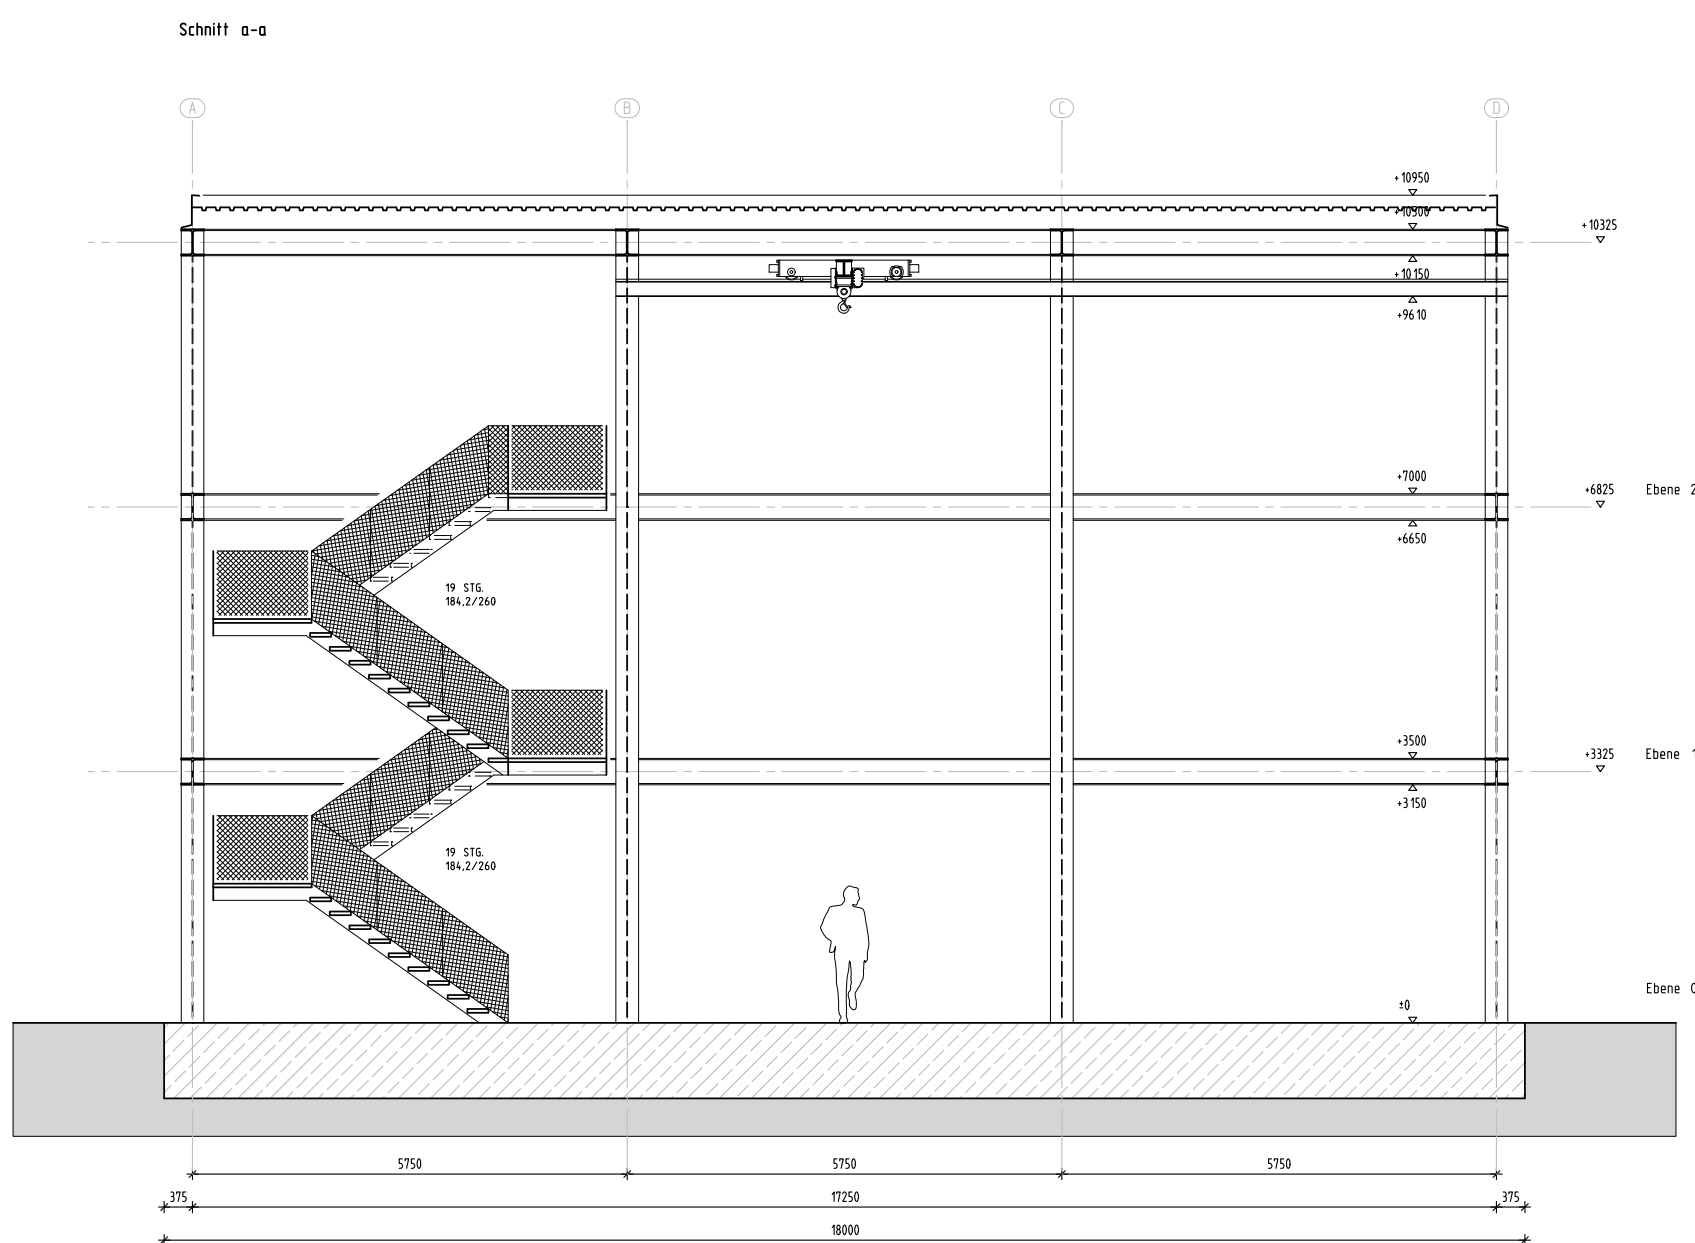 Schnitt a-a
A
B
C
D
+10950
+10500
+10325
+10150
+9610
+7000
+6825
Ebene 2
+6650
19 STG.
184,2/260
+3500
+3325
Ebene 1
+3150
19 STG.
184,2/260
Ebene 0
±0
5750
5750
5750
375
17250
375
18000